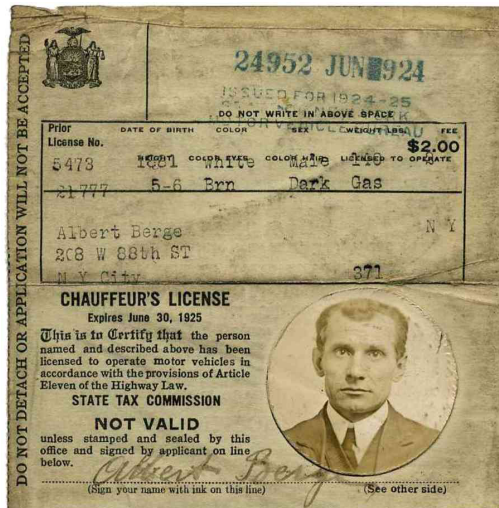 DO NOT DETACH OR APPLICATION WILL NOT BE ACCEPTED
24952 JUN 924
ISSUED FOR 1924-25
DO NOT WRITE IN ABOVE SPACE
VEHICLE
Prior License No. DATE OF BIRTH COLOR SEX WEIGHT LBS. FEE
$2.00
5473 1881 White Male 148
HEIGHT COLOR EYES COLOR HAIR LICENSED TO OPERATE
21777 5-6 Brn Dark Gas
Albert Berge N Y
208 W 88th ST
N Y City 371
CHAUFFEUR'S LICENSE
Expires June 30, 1925
This is to Certify that the person
named and described above has been
licensed to operate motor vehicles in
accordance with the provisions of Article
Eleven of the Highway Law.
STATE TAX COMMISSION
NOT VALID
unless stamped and sealed by this
office and signed by applicant on line
below.
Albert Berge
(Sign your name with ink on this line) (See other side)